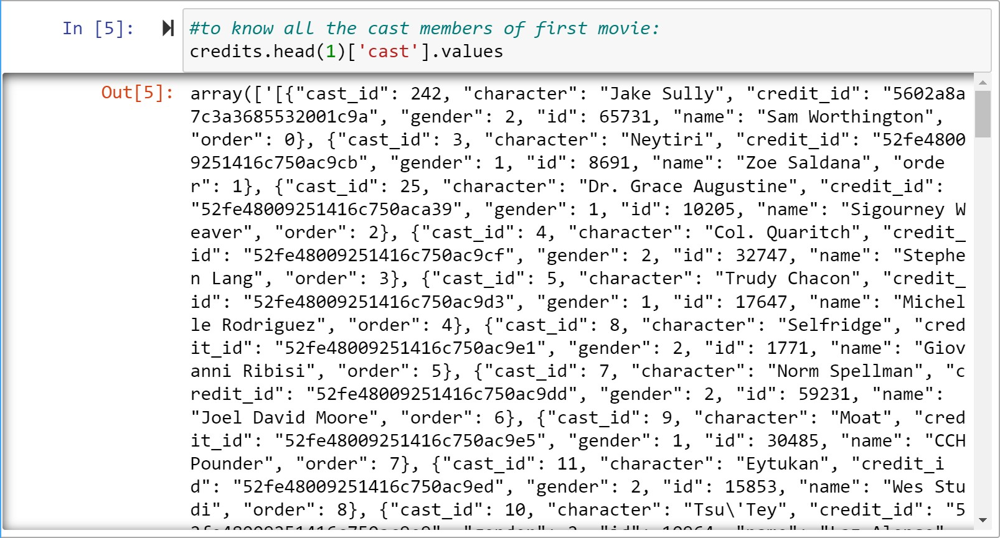 In [5]:
#to know all the cast members of first movie:
credits.head(1)['cast'].values
Out[5]:
array(['[{"cast_id": 242, "character": "Jake Sully", "credit_id": "5602a8a
7c3a3685532001c9a", "gender": 2, "id": 65731, "name": "Sam Worthington",
"order": 0}, {"cast_id": 3, "character": "Neytiri", "credit_id": "52fe4800
9251416c750ac9cb", "gender": 1, "id": 8691, "name": "Zoe Saldana", "orde
r": 1}, {"cast_id": 25, "character": "Dr. Grace Augustine", "credit_id":
"52fe48009251416c750aca39", "gender": 1, "id": 10205, "name": "Sigourney W
eaver", "order": 2}, {"cast_id": 4, "character": "Col. Quaritch", "credit_
id": "52fe48009251416c750ac9cf", "gender": 2, "id": 32747, "name": "Stephe
n Lang", "order": 3}, {"cast_id": 5, "character": "Trudy Chacon", "credit_
id": "52fe48009251416c750ac9d3", "gender": 1, "id": 17647, "name": "Michel
le Rodriguez", "order": 4}, {"cast_id": 8, "character": "Selfridge", "cred
it_id": "52fe48009251416c750ac9e1", "gender": 2, "id": 1771, "name": "Giov
anni Ribisi", "order": 5}, {"cast_id": 7, "character": "Norm Spellman", "c
redit_id": "52fe48009251416c750ac9dd", "gender": 2, "id": 59231, "name":
"Joel David Moore", "order": 6}, {"cast_id": 9, "character": "Moat", "cred
it_id": "52fe48009251416c750ac9e5", "gender": 1, "id": 30485, "name": "CCH
Pounder", "order": 7}, {"cast_id": 11, "character": "Eytukan", "credit_i
d": "52fe48009251416c750ac9ed", "gender": 2, "id": 15853, "name": "Wes Stu
di", "order": 8}, {"cast_id": 10, "character": "Tsu\'Tey", "credit_id": "5